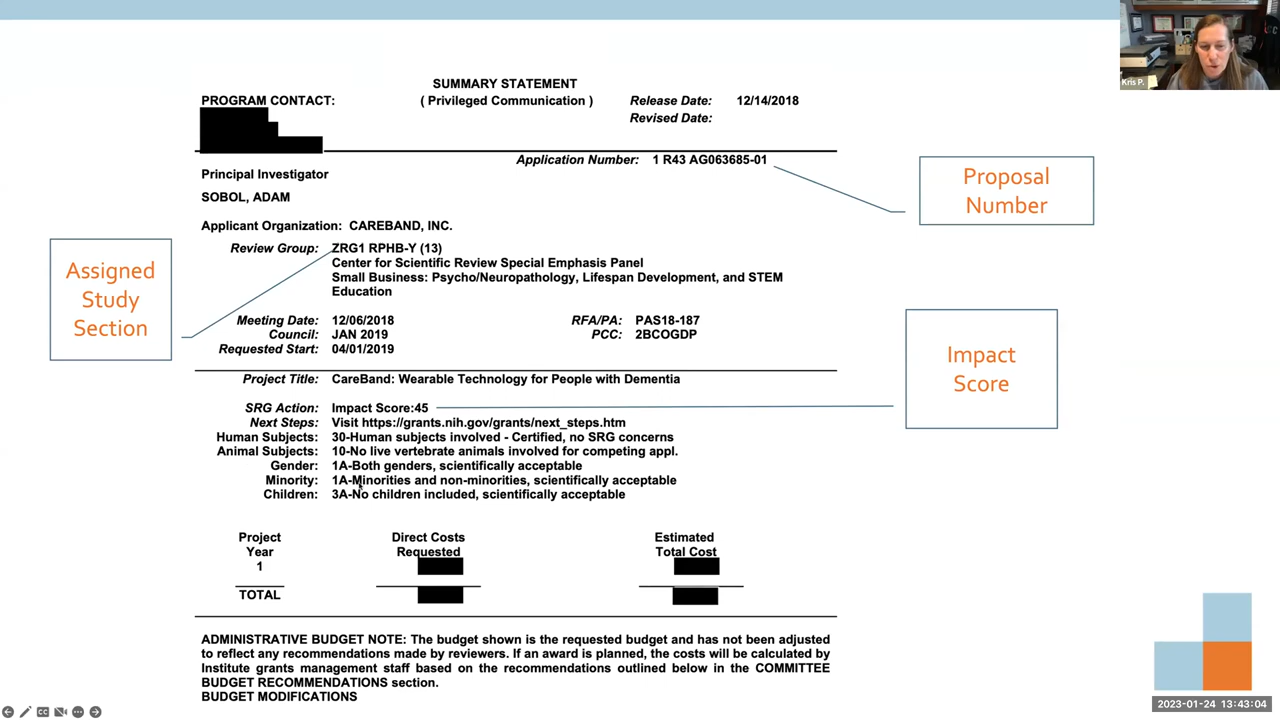 SUMMARY STATEMENT
PROGRAM CONTACT:
( Privileged Communication )
Release Date: 12/14/2018
Revised Date:
Application Number: 1 R43 AG063685-01
Principal Investigator
SOBOL, ADAM
Applicant Organization: CAREBAND, INC.
Review Group: ZRG1 RPHB-Y (13)
Center for Scientific Review Special Emphasis Panel
Small Business: Psycho/Neuropathology, Lifespan Development, and STEM
Education
Meeting Date: 12/06/2018
RFA/PA: PAS18-187
Council: JAN 2019
PCC: 2BCOGDP
Requested Start: 04/01/2019
Project Title: CareBand: Wearable Technology for People with Dementia
SRG Action: Impact Score:45
Next Steps: Visit https://grants.nih.gov/grants/next_steps.htm
Human Subjects: 30-Human subjects involved - Certified, no SRG concerns
Animal Subjects: 10-No live vertebrate animals involved for competing appl.
Gender: 1A-Both genders, scientifically acceptable
Minority: 1A-Minorities and non-minorities, scientifically acceptable
Children: 3A-No children included, scientifically acceptable
Project
Year
1
TOTAL
Direct Costs
Requested
Estimated
Total Cost
ADMINISTRATIVE BUDGET NOTE: The budget shown is the requested budget and has not been adjusted
to reflect any recommendations made by reviewers. If an award is planned, the costs will be calculated by
Institute grants management staff based on the recommendations outlined below in the COMMITTEE
BUDGET RECOMMENDATIONS section.
BUDGET MODIFICATIONS
Assigned
Study
Section
Proposal
Number
Impact
Score
Kris P.
2023-01-24 13:43:04